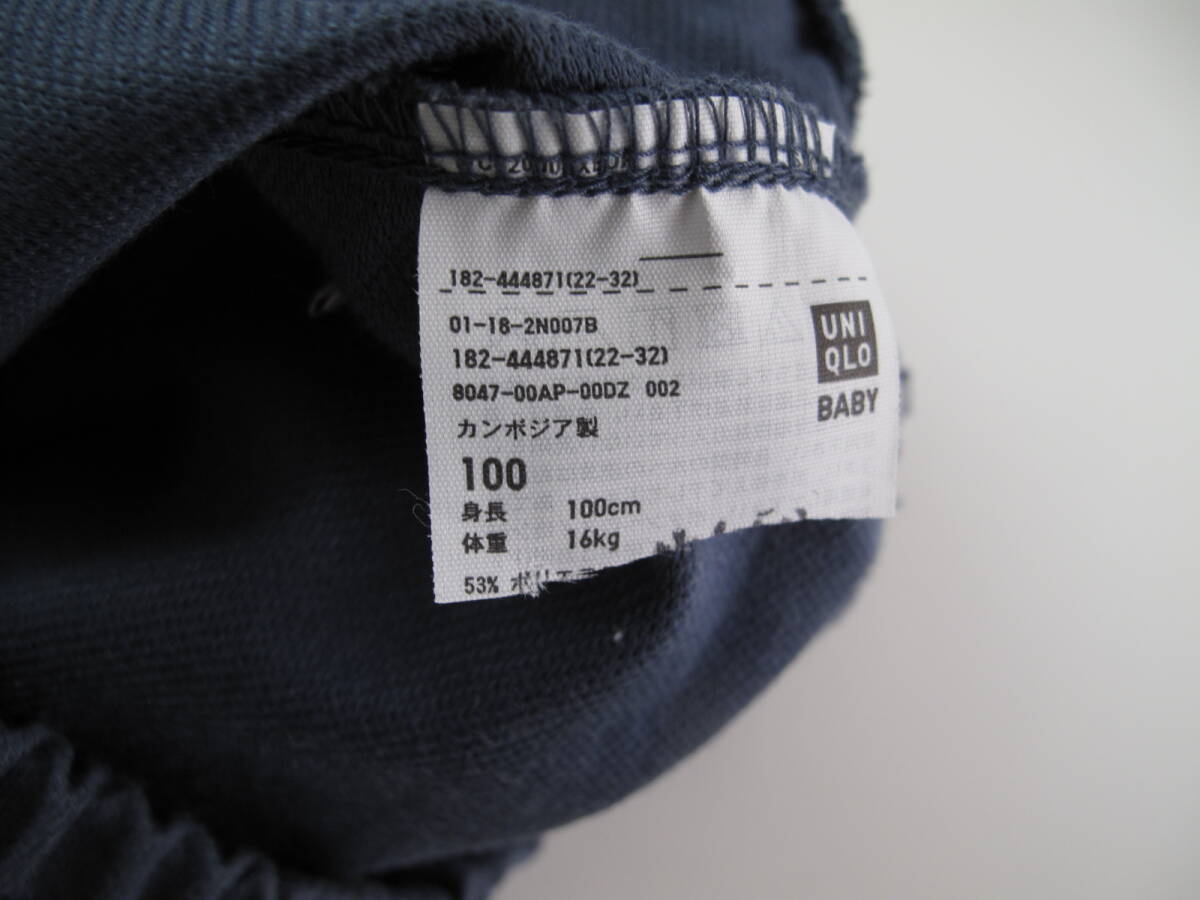 182-444871(22-32)
01-18-2N007B
182-444871(22-32)
8047-00AP-00DZ 002
カンボジア製
100
身長 100cm
体重 16kg
53%
UNI
QLO
BABY